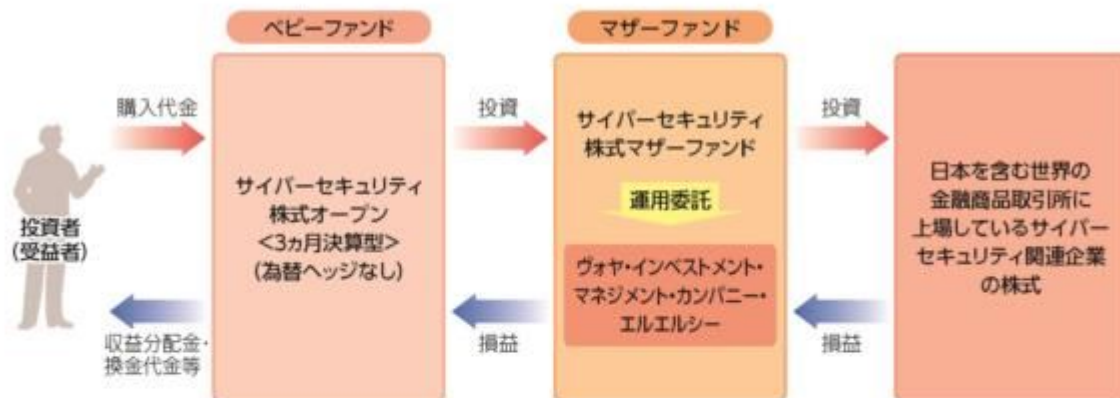 ベビーファンド
マザーファンド
購入代金
投資
投資
サイバーセキュリティ
株式マザーファンド
運用委託
サイバーセキュリティ
株式オープン
<3ヵ月決算型>
(為替ヘッジなし)
日本を含む世界の
金融商品取引所に
上場しているサイバー
セキュリティ関連企業
の株式
投資者
(受益者)
ヴォヤ・インベストメント・
マネジメント・カンパニー・
エルエルシー
収益分配金・
換金代金等
損益
損益